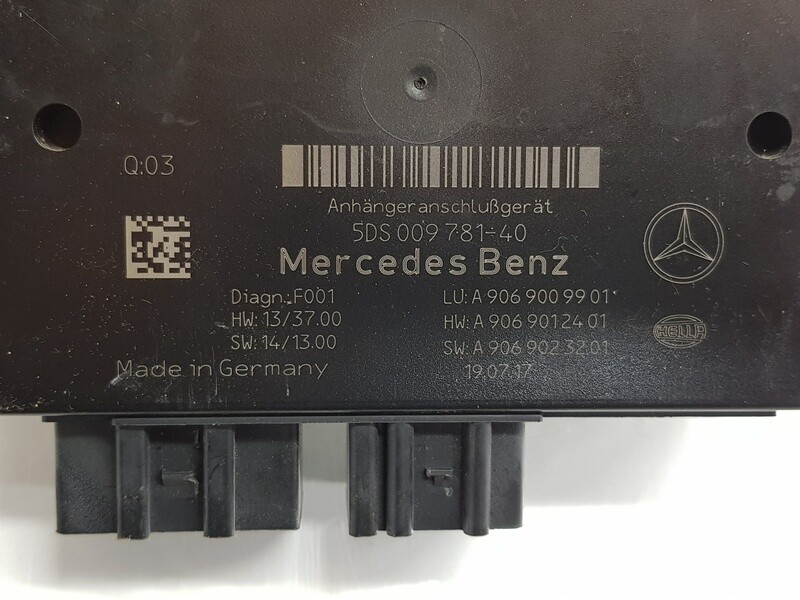 Q:03
Anhängeranschlußgerät
5DS 009 781-40
Mercedes Benz
Diagn.:F001
LU: A 906 900 99 01
HW: 13/37.00
HW: A 906 901 24 01
SW: 14/13.00
SW: A 906 902 32 01
HELLA
Made in Germany
19.07.17